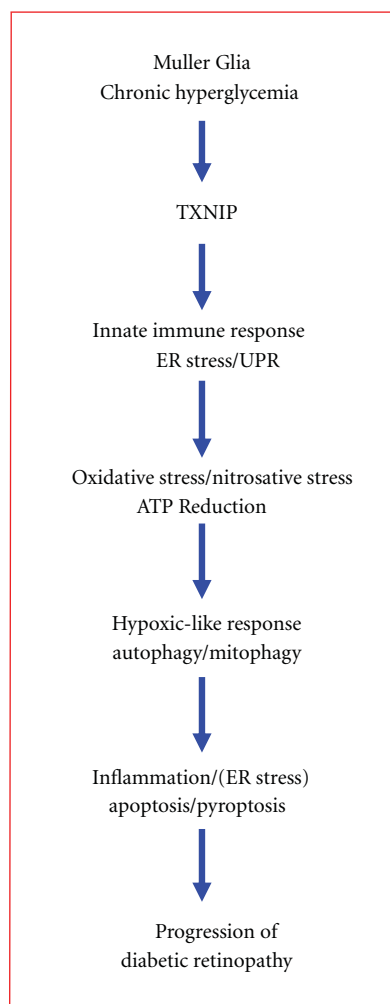 Muller Glia
Chronic hyperglycemia
TXNIP
Innate immune response
ER stress/UPR
Oxidative stress/nitrosative stress
ATP Reduction
Hypoxic-like response
autophagy/mitophagy
Inflammation/(ER stress)
apoptosis/pyroptosis
Progression of
diabetic retinopathy